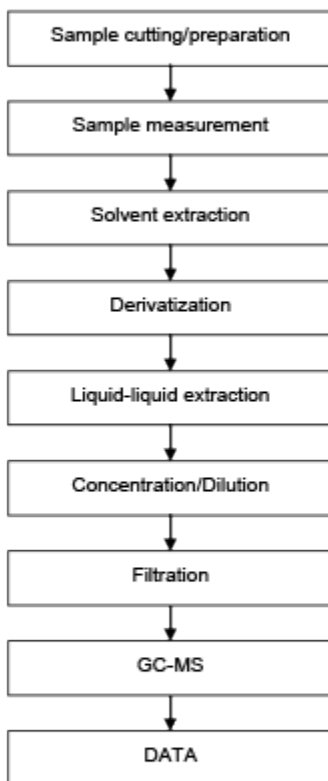 Sample cutting/preparation
Sample measurement
Solvent extraction
Derivatization
Liquid-liquid extraction
Concentration/Dilution
Filtration
GC-MS
DATA